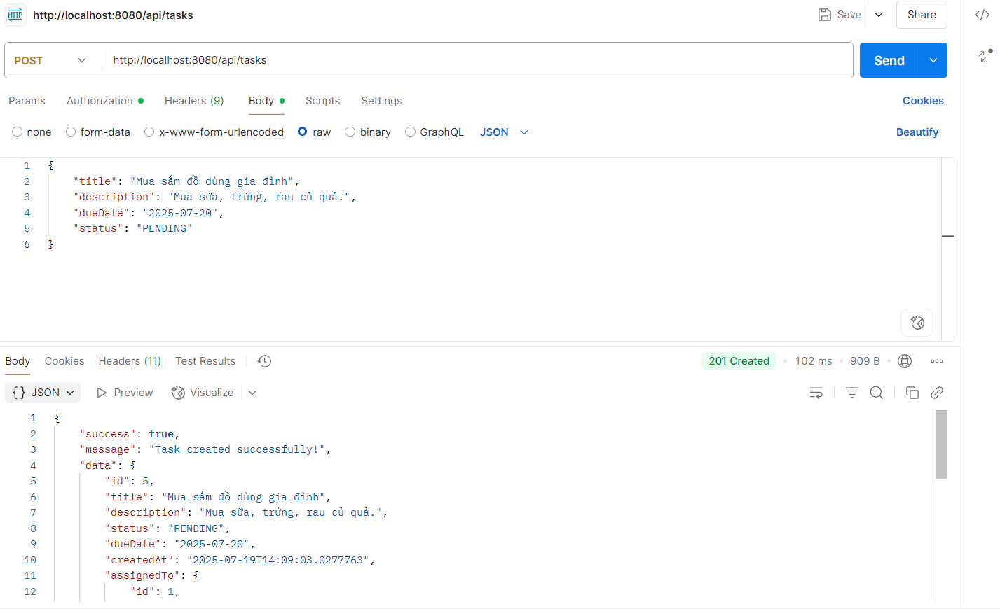 HTTP http://localhost:8080/api/tasks Save Share
POST http://localhost:8080/api/tasks Send
Params Authorization Headers (9) Body Scripts Settings Cookies
none form-data x-www-form-urlencoded raw binary GraphQL JSON Beautify
1 {
2 "title": "Mua sắm đồ dùng gia đình",
3 "description": "Mua sữa, trứng, rau củ quả.",
4 "dueDate": "2025-07-20",
5 "status": "PENDING"
6 }
Body Cookies Headers (11) Test Results 201 Created 102 ms 909 B
{} JSON Preview Visualize
1 {
2 "success": true,
3 "message": "Task created successfully!",
4 "data": {
5 "id": 5,
6 "title": "Mua sắm đồ dùng gia đình",
7 "description": "Mua sữa, trứng, rau củ quả.",
8 "status": "PENDING",
9 "dueDate": "2025-07-20",
10 "createdAt": "2025-07-19T14:09:03.0277763",
11 "assignedTo": {
12 "id": 1,